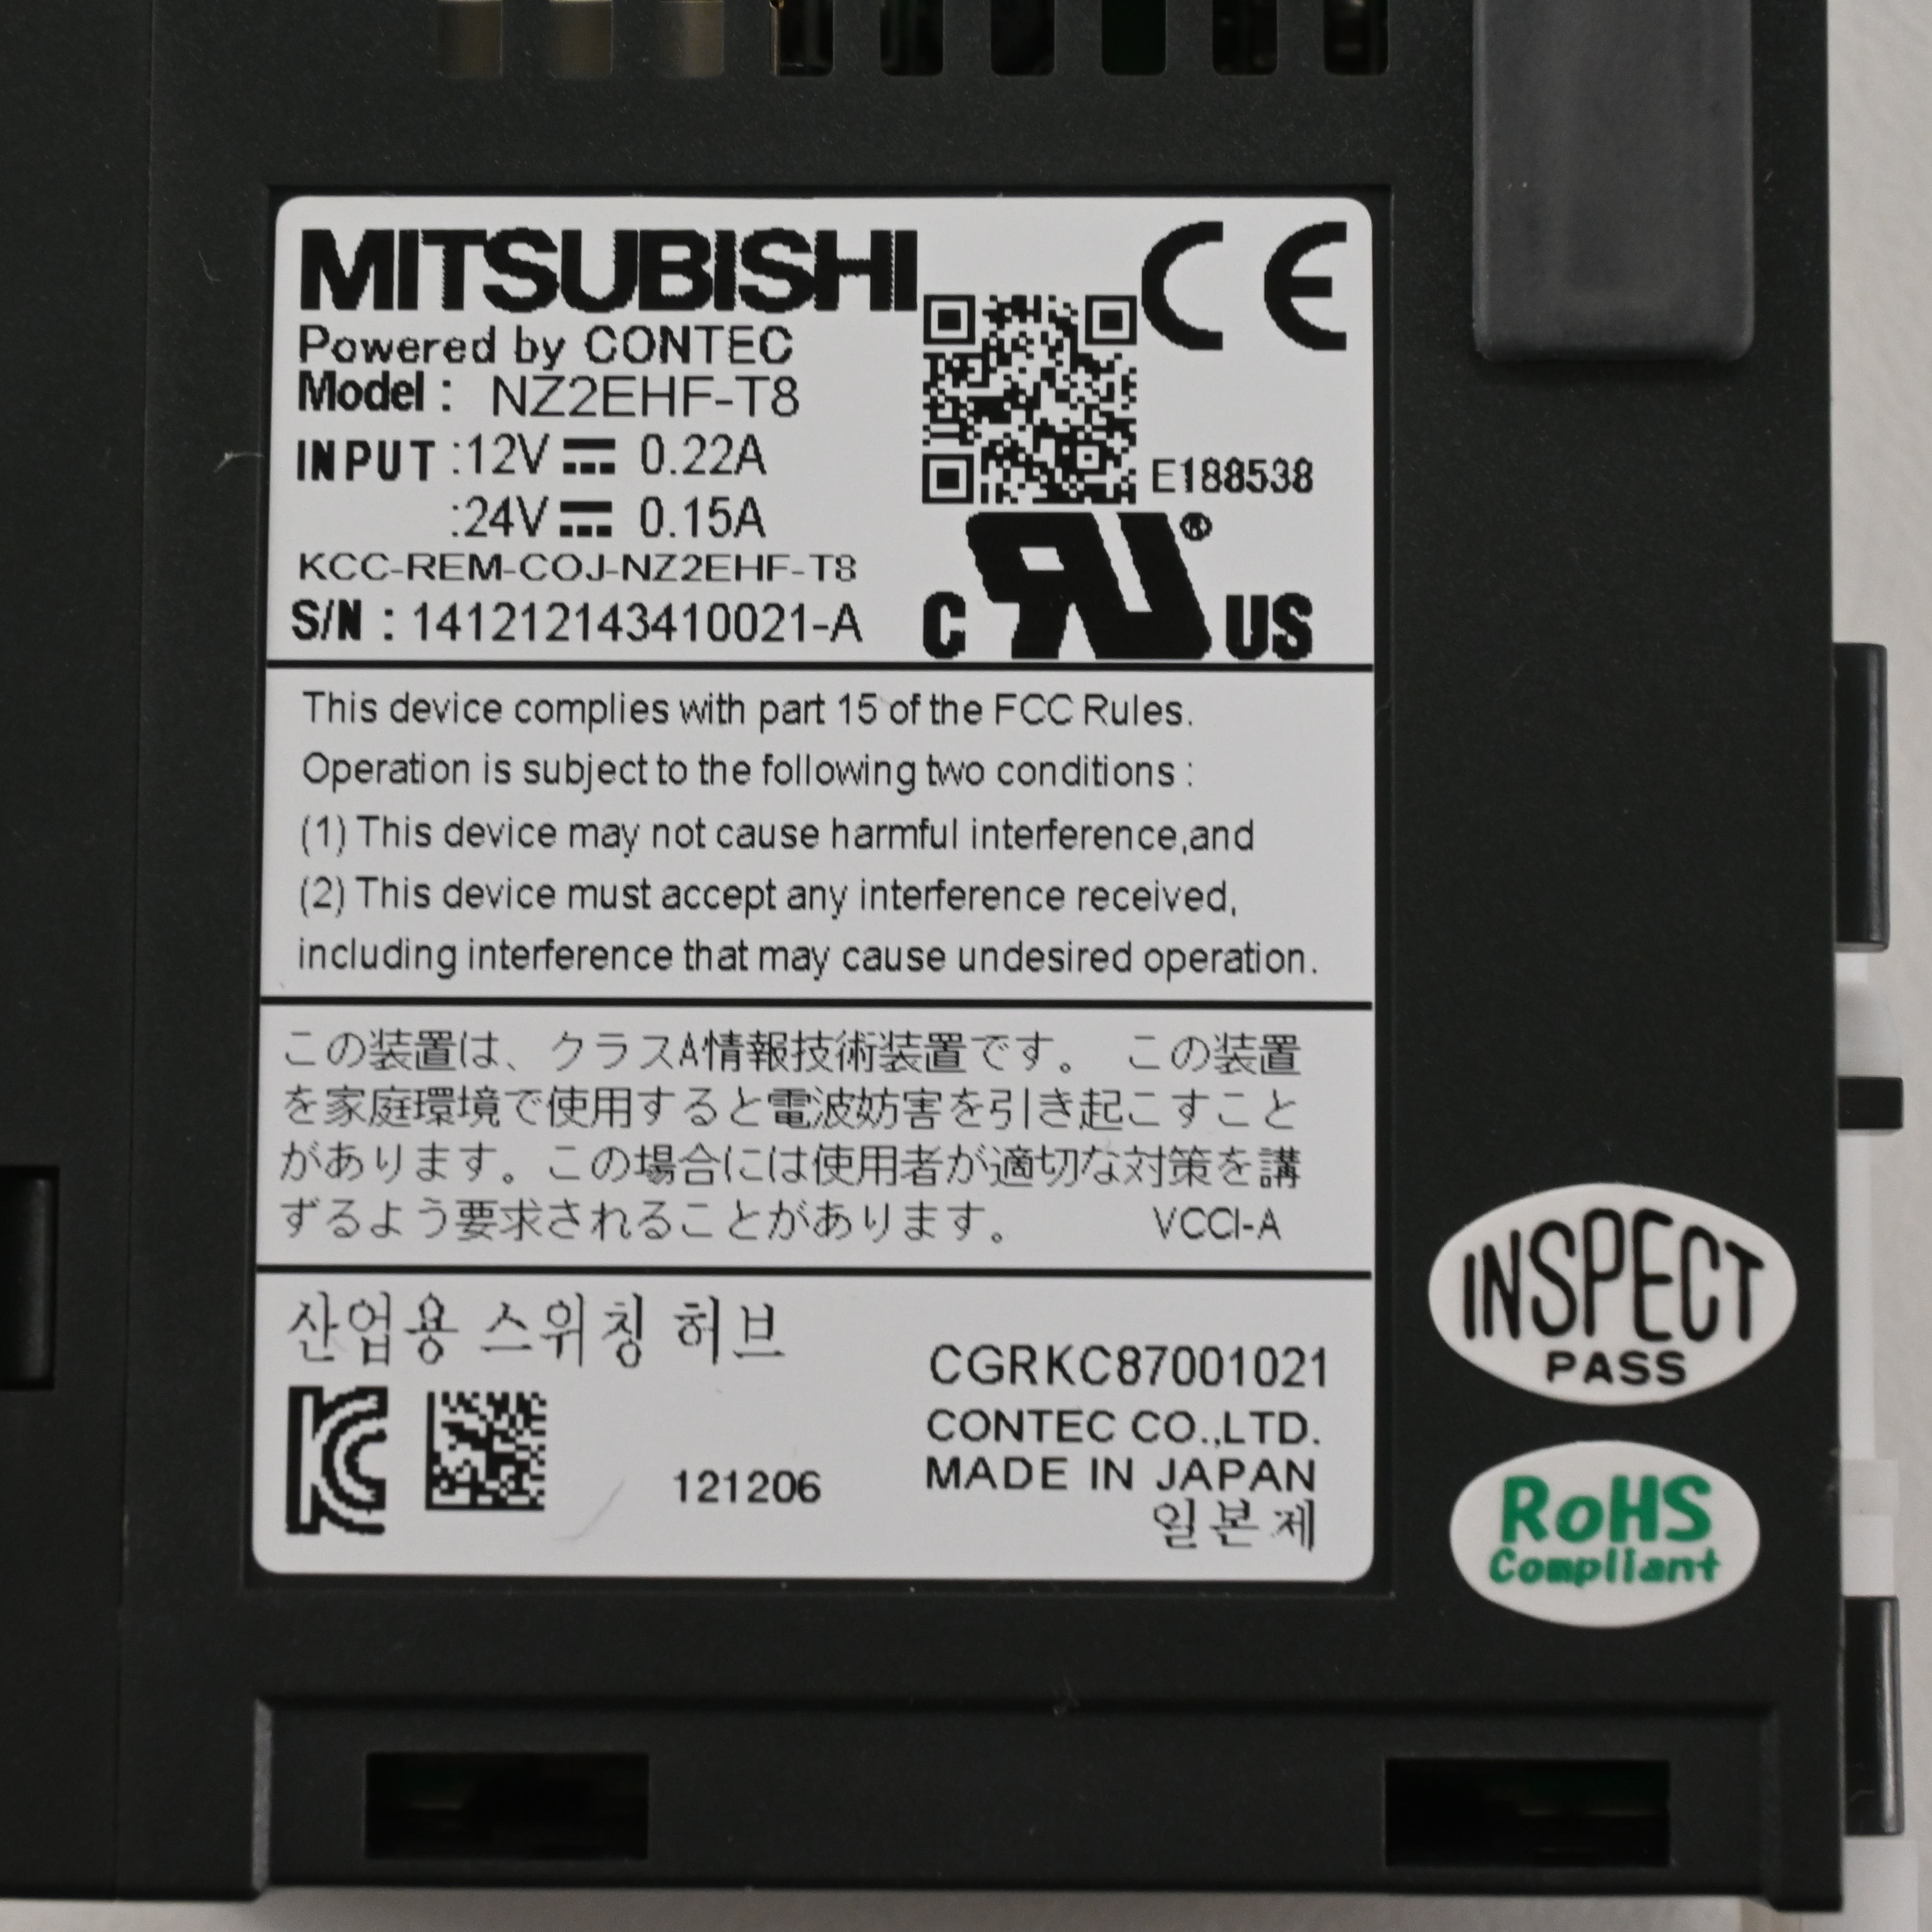 MITSUBISHI
Powered by CONTEC
Model : NZ2EHF-T8
INPUT :12V 0.22A
:24V 0.15A
KCC-REM-COJ-NZ2EHF-T8
S/N : 141212143410021-A
CE
E188538
C RU ® US
This device complies with part 15 of the FCC Rules.
Operation is subject to the following two conditions :
(1) This device may not cause harmful interference,and
(2) This device must accept any interference received,
including interference that may cause undesired operation.
この装置は、クラスA情報技術装置です。 この装置
を家庭環境で使用すると電波妨害を引き起こすこと
があります。この場合には使用者が適切な対策を講
ずるよう要求されることがあります。 VCCI-A
산업용 스위칭 허브
KC
121206
CGRKC87001021
CONTEC CO.,LTD.
MADE IN JAPAN
일본제
INSPECT
PASS
RoHS
Compliant